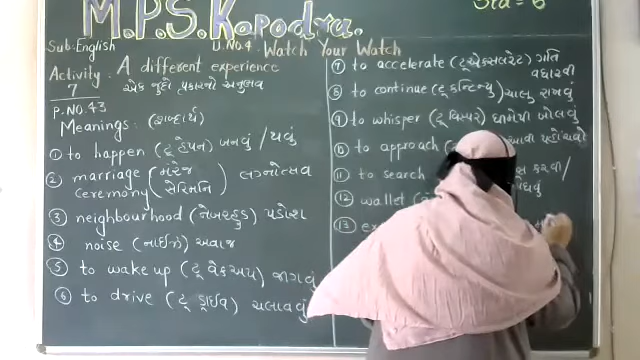 M.P.S. Kapodra.
Std = 6
Sub: English
U.No.4. Watch Your Watch
Activity: A different experience
7
એક જુદો પ્રકારનો અનુભવ
P.NO.43
Meanings: (શબ્દાર્થ)
① to happen (ટૂ હેપન) બનવું / થવું
② marriage ceremony (મેરેજ સેરિમનિ) લગ્નોત્સવ
③ neighbourhood (નેબરહુડ) પડોશ
④ noise (નાઈઝ) અવાજ
⑤ to wake up (ટૂ વેક અપ) જાગવું
⑥ to drive (ટૂ ડ્રાઈવ) ચલાવવું
⑦ to accelerate (ટૂ એક્સલરેટ) ગતિ વધારવી
⑧ to continue (ટૂ કન્ટિન્યુ) ચાલુ રાખવું
⑨ to whisper (ટૂ વિસ્પર) ધીમેથી બોલવું
⑩ to approach
⑪ to search કરવી /
⑫ wallet
⑬